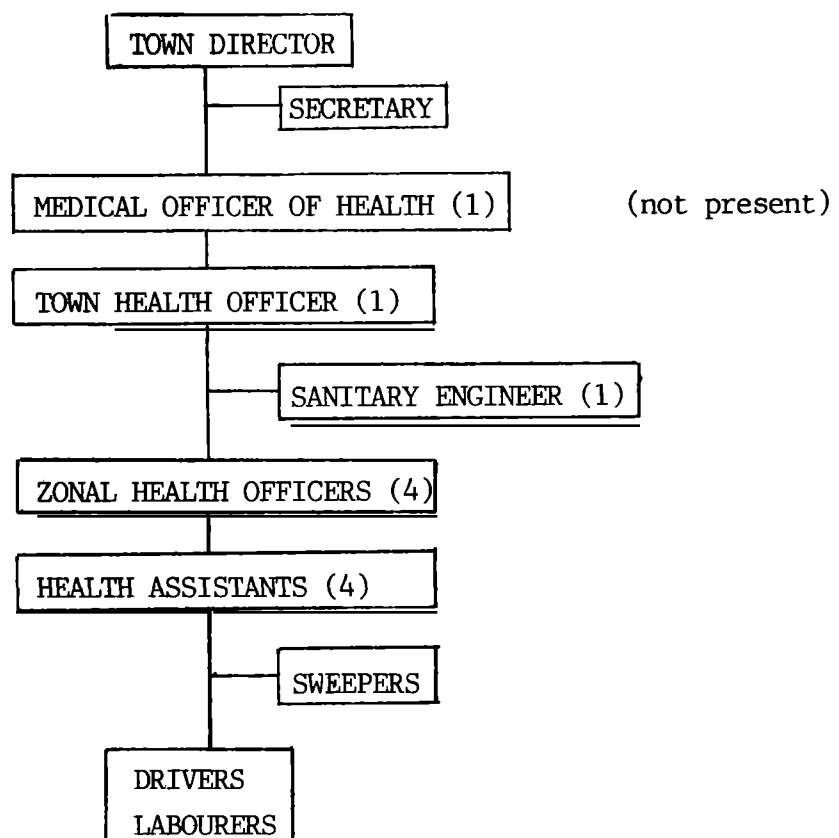 TOWN DIRECTOR
SECRETARY
MEDICAL OFFICER OF HEALTH (1) (not present)
TOWN HEALTH OFFICER (1)
SANITARY ENGINEER (1)
ZONAL HEALTH OFFICERS (4)
HEALTH ASSISTANTS (4)
SWEEPERS
DRIVERS
LABOURERS